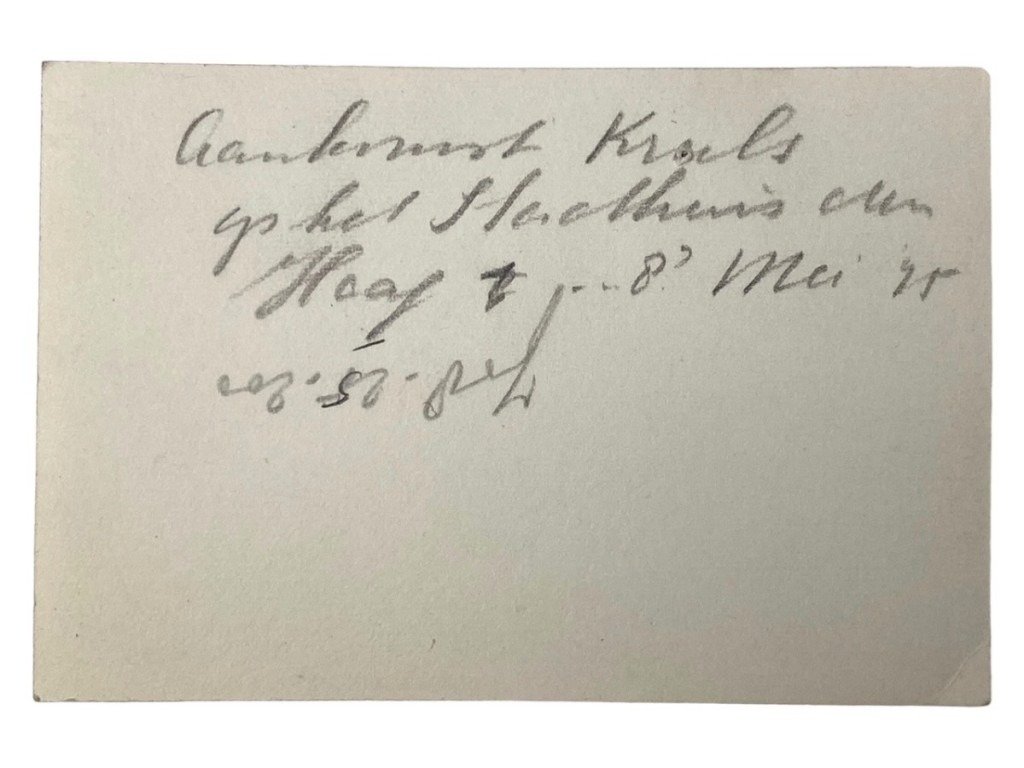 Aankomst Kruls
op het Stadhuis den
Haag 8 Mei '45